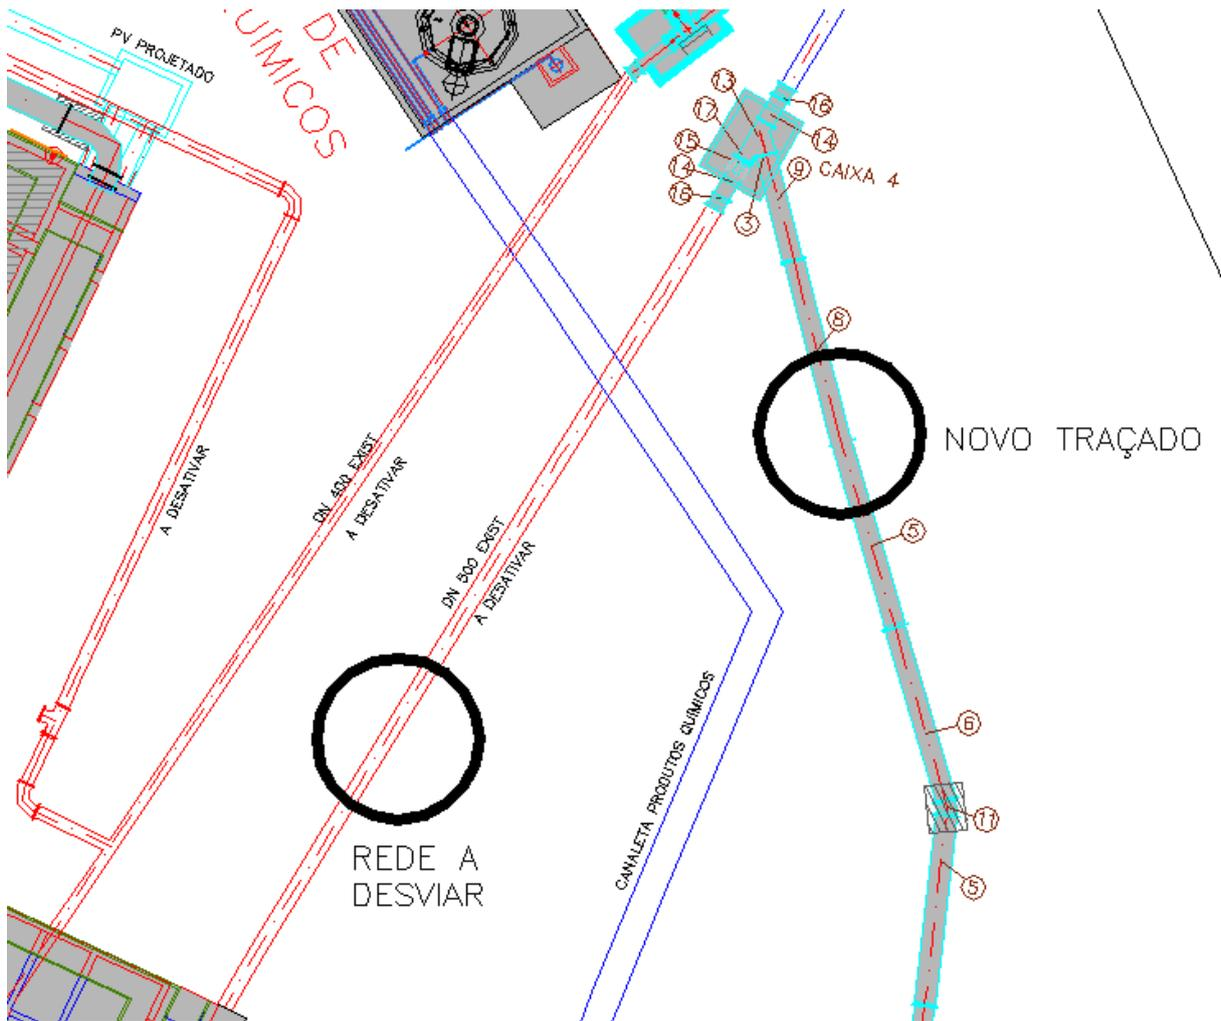 PV PROJETADO
DE
QUÍMICOS
13
17
15
14
16
16
14
9
CAIXA 4
3
8
NOVO TRAÇADO
A DESATIVAR
DN 400 EXIST
A DESATIVAR
DN 500 EXIST
A DESATIVAR
5
6
11
5
CANALETA PRODUTOS QUÍMICOS
REDE A
DESVIAR